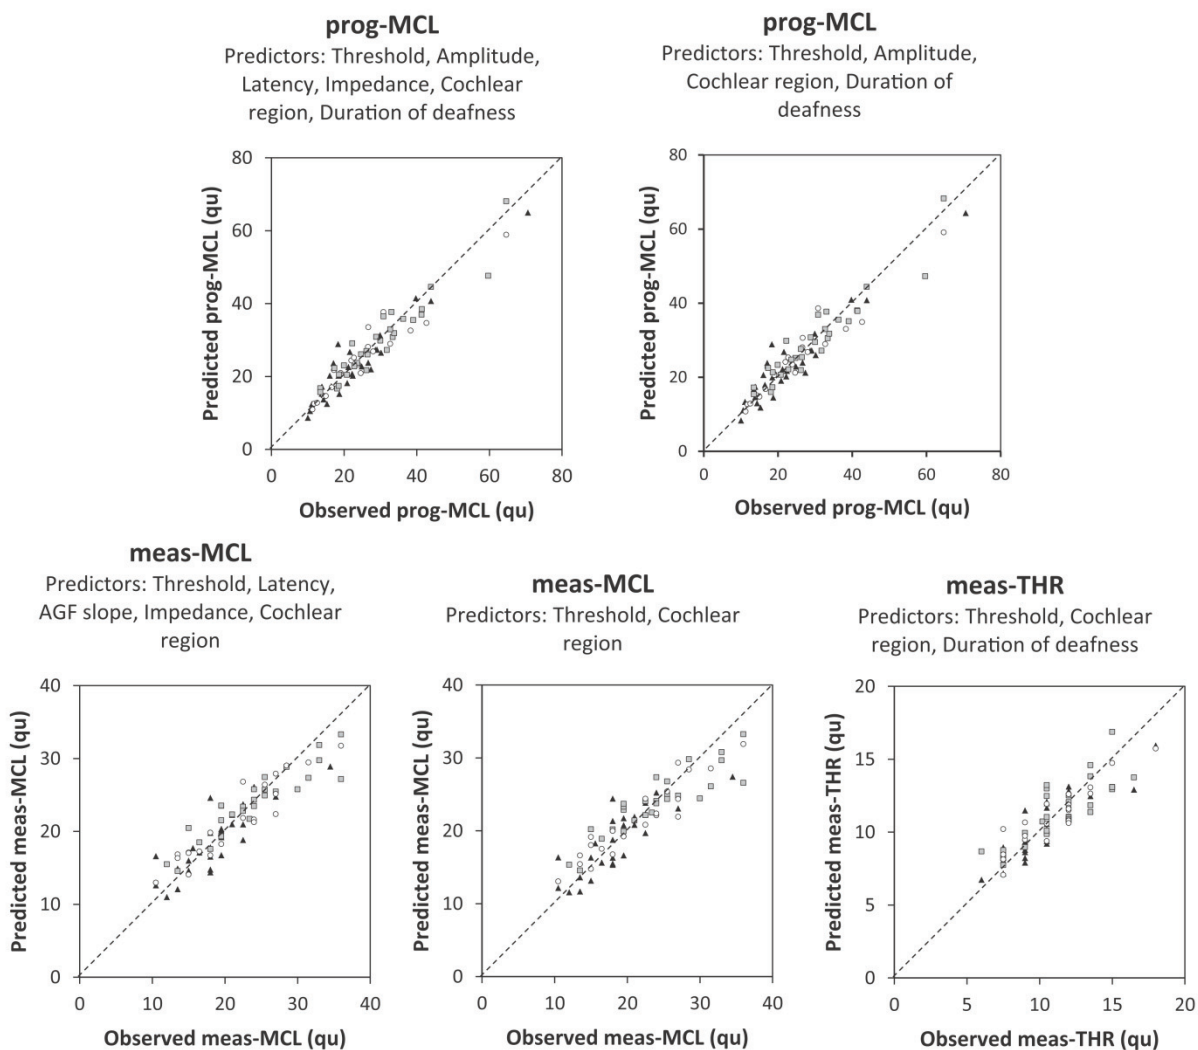 prog-MCL
Predictors: Threshold, Amplitude,
Latency, Impedance, Cochlear
region, Duration of deafness
80
60
40
20
0
Predicted prog-MCL (qu)
0 20 40 60 80
Observed prog-MCL (qu)
prog-MCL
Predictors: Threshold, Amplitude,
Cochlear region, Duration of
deafness
80
60
40
20
0
Predicted prog-MCL (qu)
0 20 40 60 80
Observed prog-MCL (qu)
meas-MCL
Predictors: Threshold, Latency,
AGF slope, Impedance, Cochlear
region
40
30
20
10
0
Predicted meas-MCL (qu)
0 10 20 30 40
Observed meas-MCL (qu)
meas-MCL
Predictors: Threshold, Cochlear
region
40
30
20
10
0
Predicted meas-MCL (qu)
0 10 20 30 40
Observed meas-MCL (qu)
meas-THR
Predictors: Threshold, Cochlear
region, Duration of deafness
20
15
10
5
0
Predicted meas-THR (qu)
0 5 10 15 20
Observed meas-THR (qu)